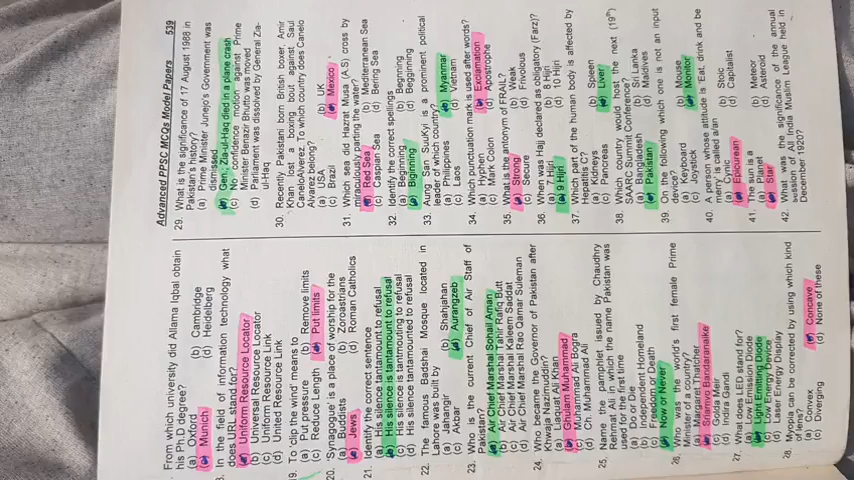 Advanced PPSC MCQs Model Papers 539
From which university did Allama Iqbal obtain
his Ph.D degree?
(a) Oxford (b) Cambridge
(c) Munich (d) Heidelberg
In the field of information technology what
does URL stand for?
(a) Uniform Resource Locator
(b) Universal Resource Locator
(c) Uniform Resource Link
(d) United Resource Link
19. 'To clip the wind' means to
(a) Put pressure (b) Remove limits
(c) Reduce Length (d) Put limits
20. 'Synagogue' is a place of worship for the
(a) Buddhists (b) Zoroastrians
(c) Jews (d) Roman Catholics
21. Identify the correct sentence
(a) His silence tantamount to refusal
(b) His silence is tantamount to refusal
(c) His silence is tantmouting to refusal
(d) His silence tantamounted to refusal
22. The famous Badshai Mosque located in
Lahore was built by
(a) Jahangir (b) Shahjahan
(c) Akbar (d) Aurangzeb
23. Who is the current Chief of Air Staff of
Pakistan?
(a) Air Chief Marshal Sohail Aman
(b) Air Chief Marshal Tahir Rafiq Butt
(c) Air Chief Marshal Kaleem Saddat
(d) Air Chief Marshal Rao Qamar Suleman
24. Who became the Governor of Pakistan after
Khwaja Nazimuddin?
(a) Liaquat Ali Khan
(b) Ghulam Muhammad
(c) Muhammad Ali Bogra
(d) Ch. Muhammad Ali
25. Name the pamphlet issued by Chaudhry
Rehmat Ali in which the name Pakistan was
used for the first time
(a) Do or Die
(b) Independent Homeland
(c) Freedom or Death
(d) Now or Never
26. Who was the world's first female Prime
Minister of a country?
(a) Margaret Thatcher
(b) Sriamvo Bandaranaike
(c) Golda Meir
(d) Indira Gandi
27. What does LED stand for?
(a) Low Emission Diode
(b) Light Emitting Diode
(c) Low Energy Device
(d) Laser Energy Display
28. Myopia can be corrected by using which kind
of lens?
(a) Convex (b) Concave
(c) Diverging (d) None of these
29. What is the significance of 17 August 1988 in
Pakistan's history?
(a) Prime Minister Junejo's Government was
dismissed
(b) Gen. Zia-ul-Haq died in a plane crash
(c) No confidence motion against Prime
Minister Benazir Bhutto was moved
(d) Parliament was dissolved by General Zia-
ul-Haq
30. Recently Pakistani born British boxer, Amir
Khan lost a boxing bout against Saul
CaneloAlverez. To which country does Canelo
Alvarez belong?
(a) USA (b) UK
(c) Brazil (d) Mexico
31. Which sea did Hazrat Musa (A.S) cross by
miraculously parting the water?
(a) Red Sea (b) Mediterranean Sea
(c) Caspian Sea (d) Bering Sea
32. Identify the correct spellings
(a) Beginning (b) Beginning
(c) Biginning (d) Begginning
33. Aung San SuuKyi is a prominent political
leader of which country?
(a) Philippines (b) Myanmar
(c) Laos (d) Vietnam
34. Which punctuation mark is used after words?
(a) Hyphen (b) Exclamation
(c) Mark Colon (d) Apostrophe
35. What is the antonym of FRAIL?
(a) Strong (b) Weak
(c) Secure (d) Frivolous
36. When was Hajj declared as obligatory (Farz)?
(a) 7 Hijri (b) 8 Hijri
(c) 9 Hijri (d) 10 Hijri
37. Which part of the human body is affected by
Hepatitis C?
(a) Kidneys (b) Spleen
(c) Pancreas (d) Liver
38. Which country would host the next (19th)
SAARC Summit conference?
(a) Bangladesh (b) Sri Lanka
(c) Pakistan (d) Maldives
39. On the following which one is not an input
device?
(a) Keyboard (b) Mouse
(c) Joystick (d) Monitor
40. A person whose attitude is 'Eat, drink and be
merry' is called a/an
(a) Cynic (b) Stoic
(c) Epicurean (d) Capitalist
41. The sun is a
(a) Planet (b) Meteor
(c) Star (d) Asteroid
42. What was the significance of the annual
session of All India Muslim League held in
December 1920?